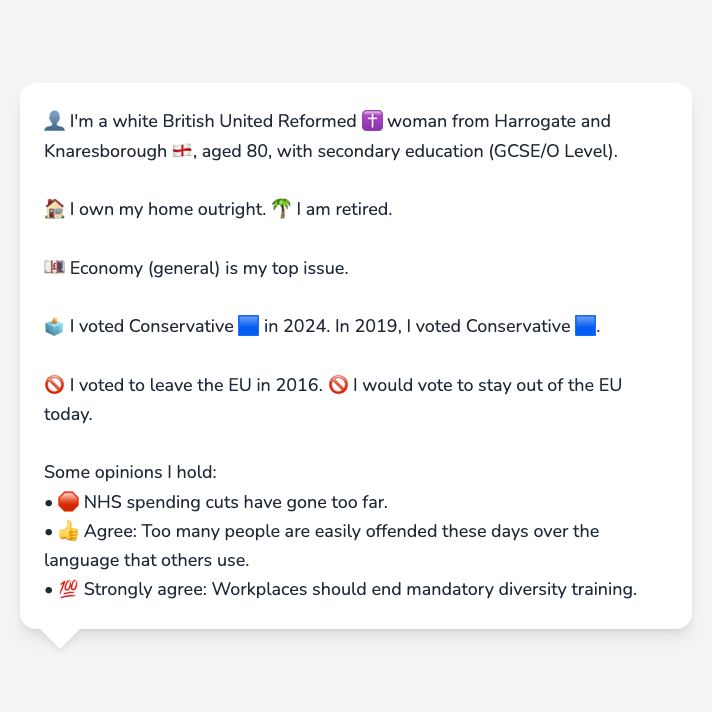 👤 I'm a white British United Reformed ✝️ woman from Harrogate and
Knaresborough 🏴󠁧󠁢󠁥󠁮󠁧󠁿, aged 80, with secondary education (GCSE/O Level).
🏠 I own my home outright. 🌴 I am retired.
💷 Economy (general) is my top issue.
🗳️ I voted Conservative 🟦 in 2024. In 2019, I voted Conservative 🟦.
🚫 I voted to leave the EU in 2016. 🚫 I would vote to stay out of the EU
today.
Some opinions I hold:
• 🛑 NHS spending cuts have gone too far.
• 👍 Agree: Too many people are easily offended these days over the
language that others use.
• 💯 Strongly agree: Workplaces should end mandatory diversity training.